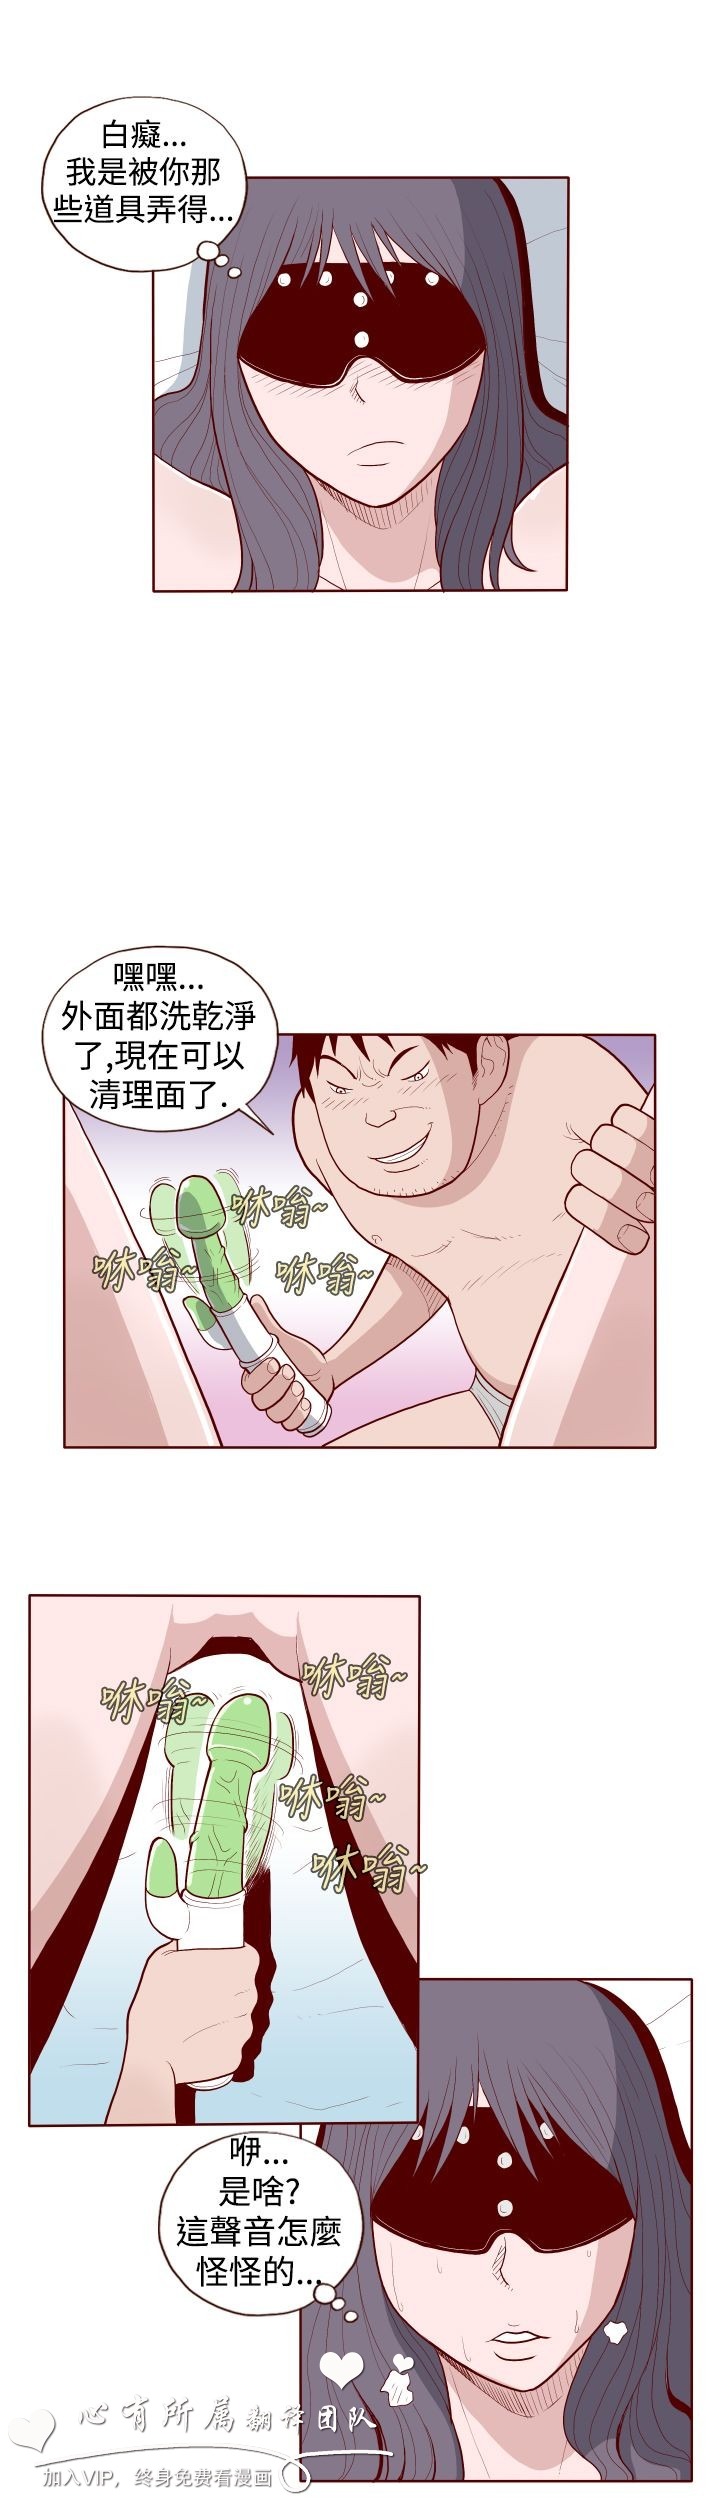 白癡…
我是被你那
些道具弄得…
嘿嘿…
外面都洗乾淨
了,現在可以
清理面了.
咻嗡~
咻嗡~
咻嗡~
咻嗡~
咻嗡~
咻嗡~
咻嗡~
咿…
是啥?
這聲音怎麼
怪怪的…
心有所属翻译团队
加入VIP，终身免费看漫画